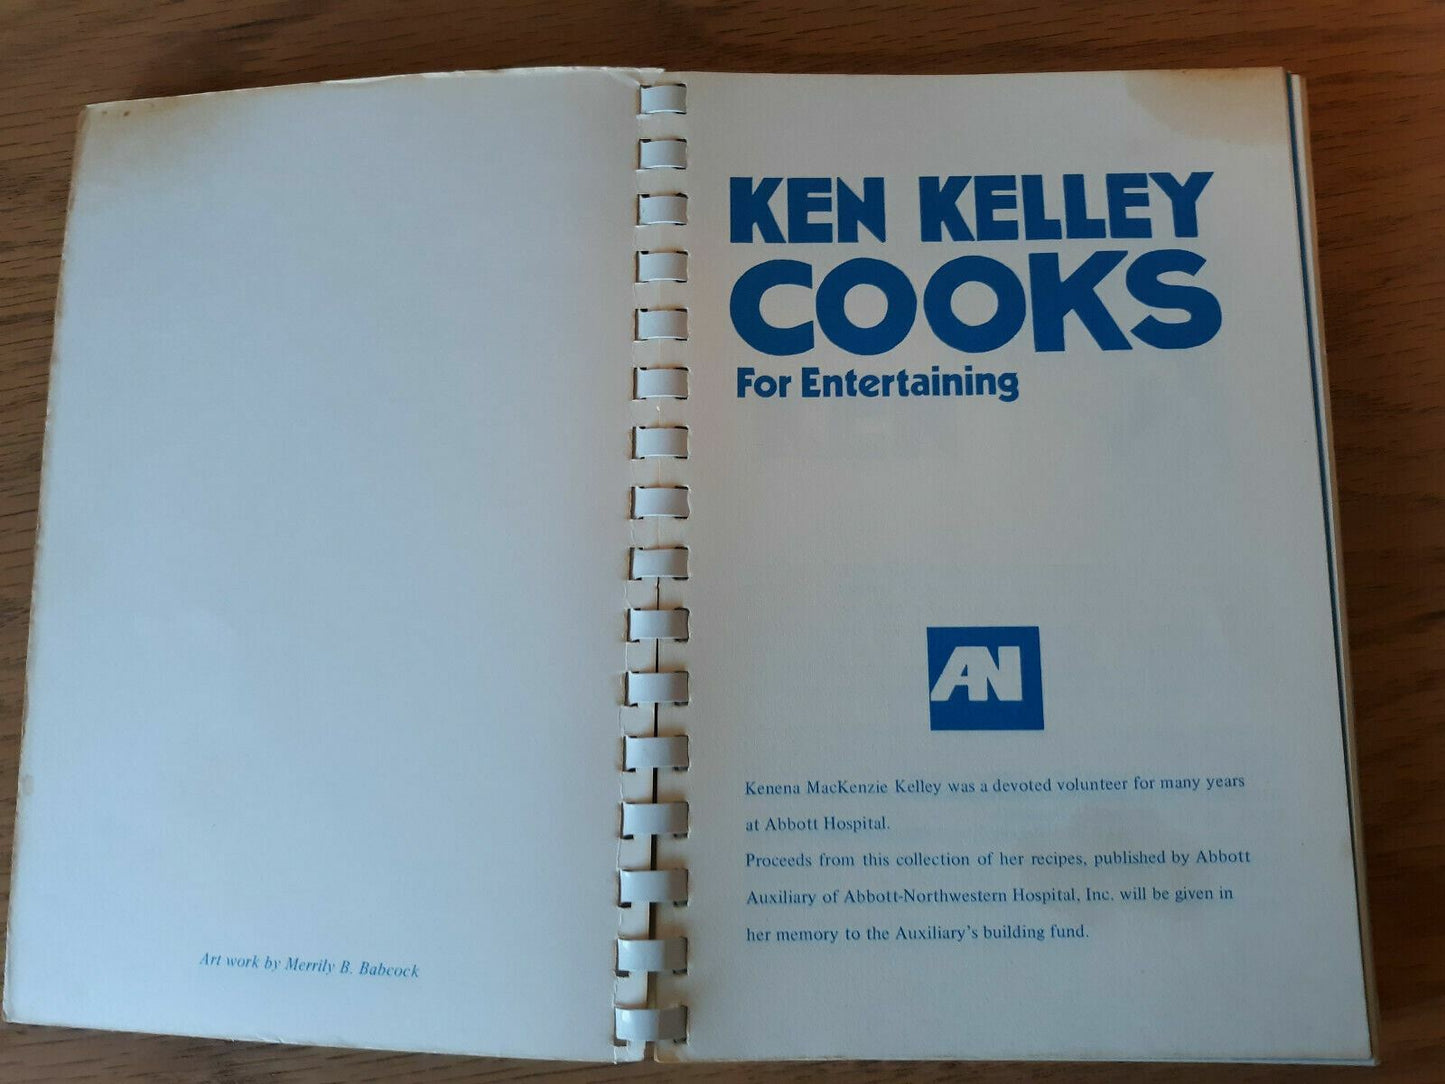 Art work by Merrily B. Babcock
KEN KELLEY
COOKS
For Entertaining
AN
Kenena MacKenzie Kelley was a devoted volunteer for many years
at Abbott Hospital.
Proceeds from this collection of her recipes, published by Abbott
Auxiliary of Abbott-Northwestern Hospital, Inc. will be given in
her memory to the Auxiliary's building fund.